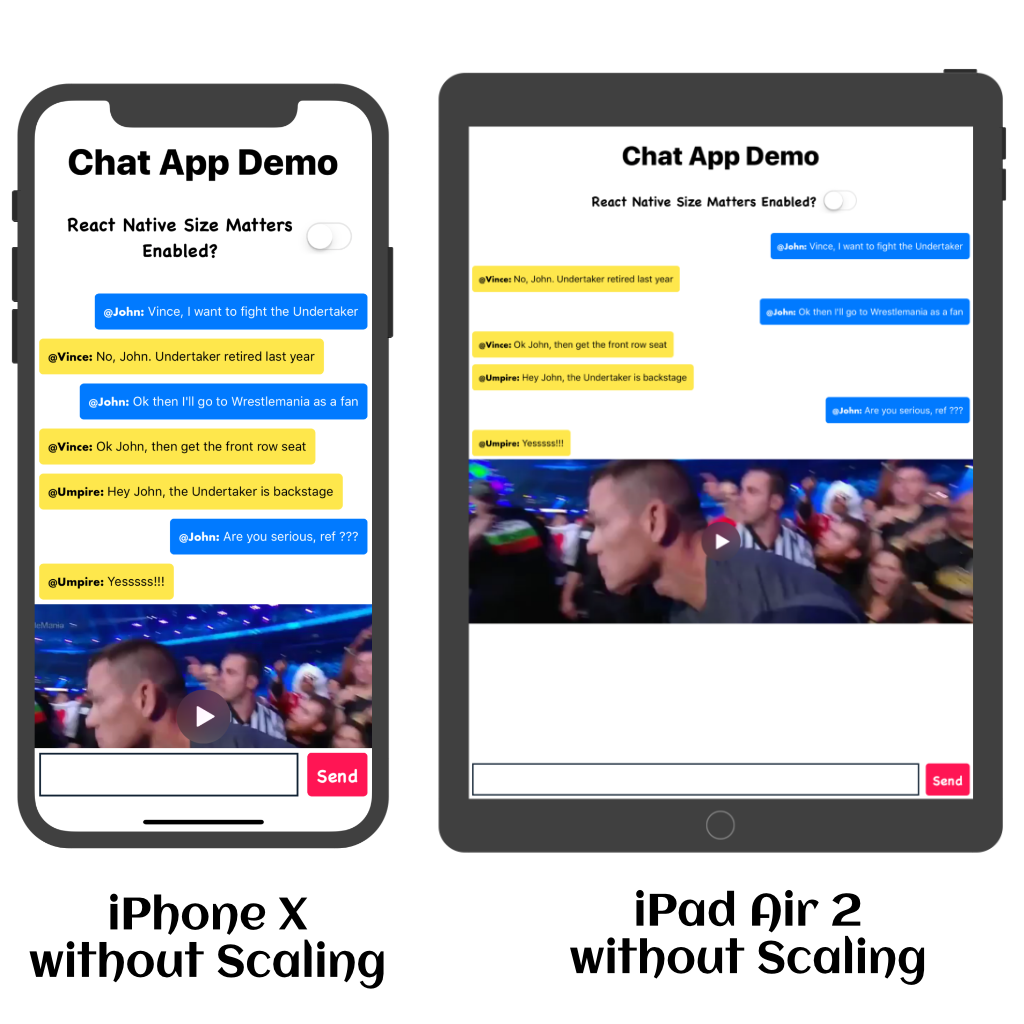 Chat App Demo
React Native Size Matters
Enabled?
@John: Vince, I want to fight the Undertaker
@Vince: No, John. Undertaker retired last year
@John: Ok then I'll go to Wrestlemania as a fan
@Vince: Ok John, then get the front row seat
@Umpire: Hey John, the Undertaker is backstage
@John: Are you serious, ref ???
@Umpire: Yesssss!!!
Send
iPhone X
without Scaling
Chat App Demo
React Native Size Matters Enabled?
@John: Vince, I want to fight the Undertaker
@Vince: No, John. Undertaker retired last year
@John: Ok then I'll go to Wrestlemania as a fan
@Vince: Ok John, then get the front row seat
@Umpire: Hey John, the Undertaker is backstage
@John: Are you serious, ref ???
@Umpire: Yesssss!!!
Send
iPad Air 2
without Scaling